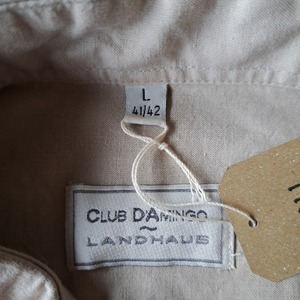 L
41/42
CLUB D'AMINGO
~
LANDHAUS